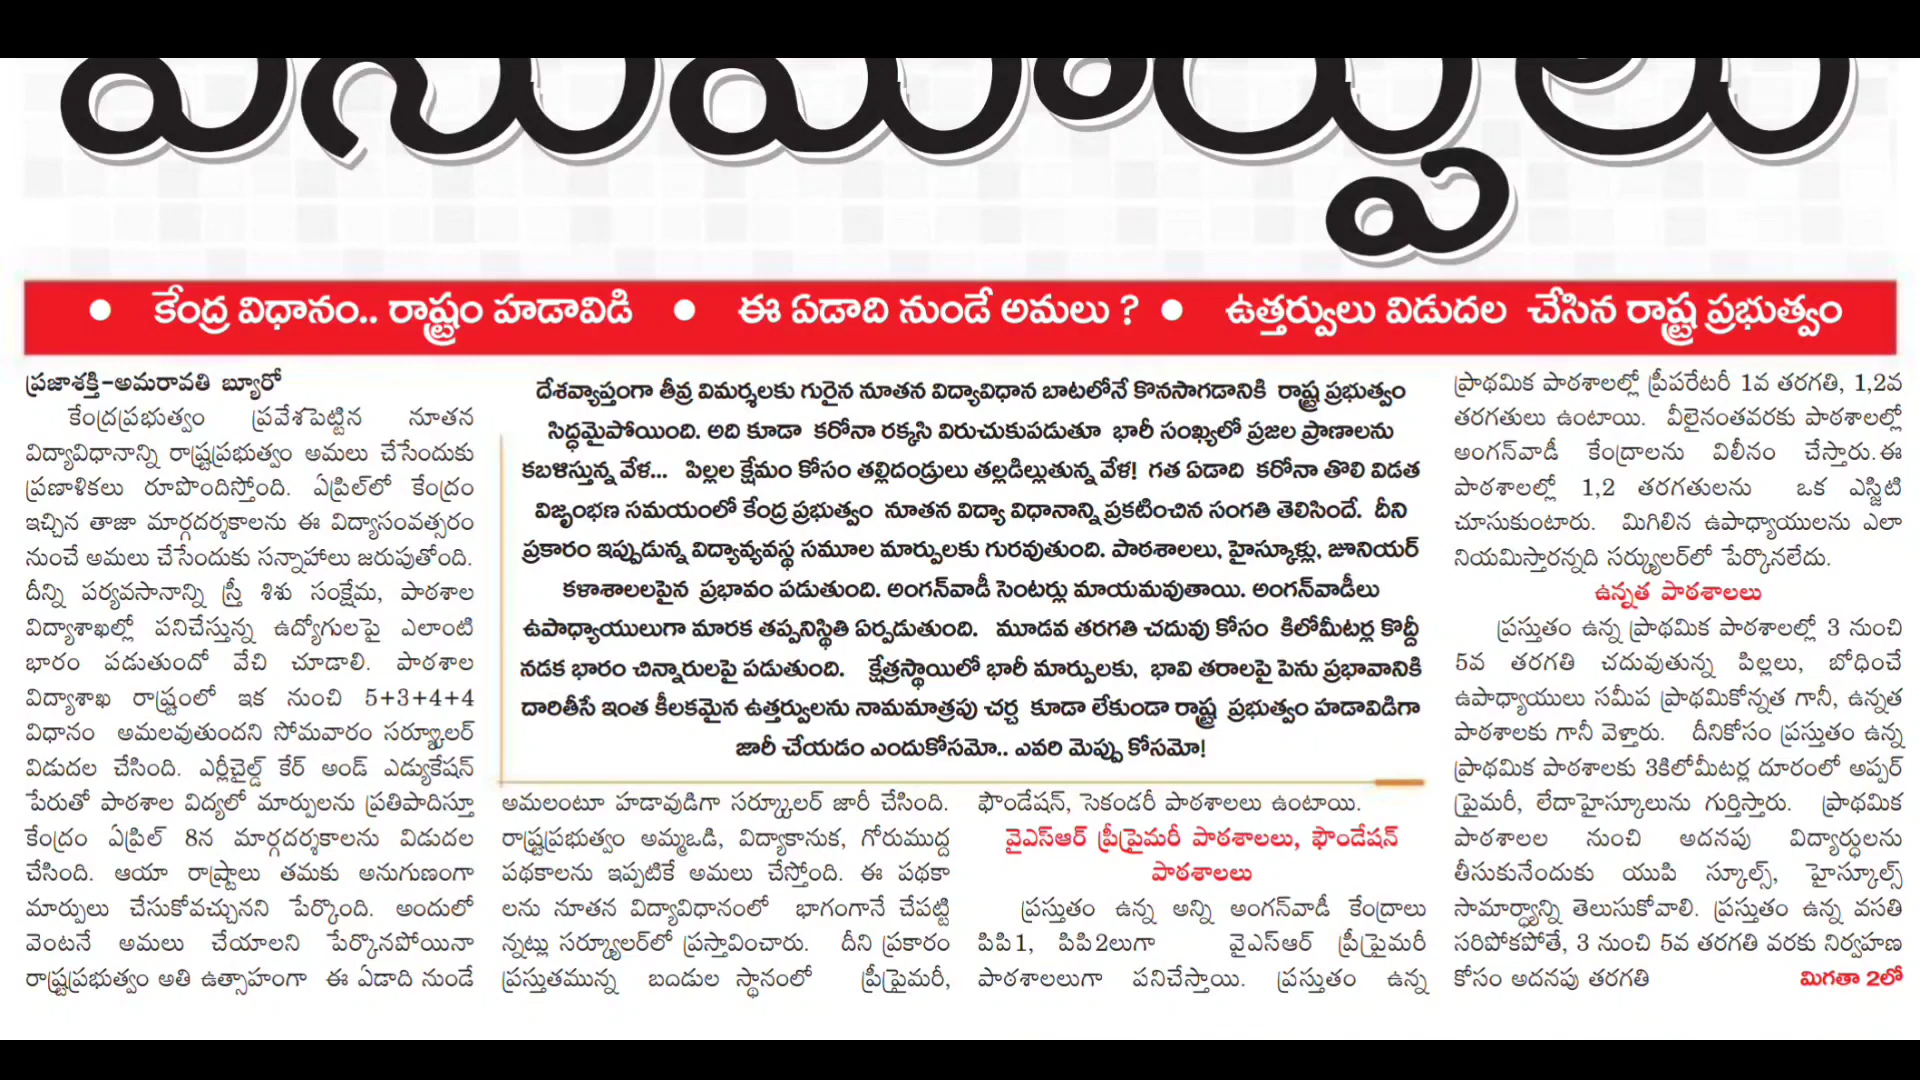 పెనుమార్పులు
● కేంద్ర విధానం.. రాష్ట్రం హడావిడి ● ఈ ఏడాది నుండే అమలు ? ● ఉత్తర్వులు విడుదల చేసిన రాష్ట్ర ప్రభుత్వం
ప్రజాశక్తి-అమరావతి బ్యూరో
కేంద్రప్రభుత్వం ప్రవేశపెట్టిన నూతన
విద్యావిధానాన్ని రాష్ట్రప్రభుత్వం అమలు చేసేందుకు
ప్రణాళికలు రూపొందిస్తోంది. ఏప్రిల్‌లో కేంద్రం
ఇచ్చిన తాజా మార్గదర్శకాలను ఈ విద్యాసంవత్సరం
నుంచే అమలు చేసేందుకు సన్నాహాలు జరుపుతోంది.
దీన్ని పర్యవసానాన్ని స్త్రీ శిశు సంక్షేమ, పాఠశాల
విద్యాశాఖల్లో పనిచేస్తున్న ఉద్యోగులపై ఎలాంటి
భారం పడుతుందో వేచి చూడాలి. పాఠశాల
విద్యాశాఖ రాష్ట్రంలో ఇక నుంచి 5+3+4+4
విధానం అమలవుతుందని సోమవారం సర్క్యులర్
విడుదల చేసింది. ఎర్లీచైల్డ్ కేర్ అండ్ ఎడ్యుకేషన్
పేరుతో పాఠశాల విద్యలో మార్పులను ప్రతిపాదిస్తూ
కేంద్రం ఏప్రిల్ 8న మార్గదర్శకాలను విడుదల
చేసింది. ఆయా రాష్ట్రాలు తమకు అనుగుణంగా
మార్పులు చేసుకోవచ్చునని పేర్కొంది. అందులో
వెంటనే అమలు చేయాలని పేర్కొనపోయినా
రాష్ట్రప్రభుత్వం అతి ఉత్సాహంగా ఈ ఏడాది నుండే
దేశవ్యాప్తంగా తీవ్ర విమర్శలకు గురైన నూతన విద్యావిధాన బాటలోనే కొనసాగడానికి రాష్ట్ర ప్రభుత్వం
సిద్ధమైపోయింది. అది కూడా కరోనా రక్కసి విరుచుకుపడుతూ భారీ సంఖ్యలో ప్రజల ప్రాణాలను
కబళిస్తున్న వేళ... పిల్లల క్షేమం కోసం తల్లిదండ్రులు తల్లడిల్లుతున్న వేళ! గత ఏడాది కరోనా తొలి విడత
విజృంభణ సమయంలో కేంద్ర ప్రభుత్వం నూతన విద్యా విధానాన్ని ప్రకటించిన సంగతి తెలిసిందే. దీని
ప్రకారం ఇప్పుడున్న విద్యావ్యవస్థ సమూల మార్పులకు గురవుతుంది. పాఠశాలలు, హైస్కూళ్లు, జూనియర్
కళాశాలలపైన ప్రభావం పడుతుంది. అంగన్‌వాడీ సెంటర్లు మాయమవుతాయి. అంగన్‌వాడీలు
ఉపాధ్యాయులుగా మారక తప్పనిస్థితి ఏర్పడుతుంది. మూడవ తరగతి చదువు కోసం కిలోమీటర్ల కొద్దీ
నడక భారం చిన్నారులపై పడుతుంది. క్షేత్రస్థాయిలో భారీ మార్పులకు, భావి తరాలపై పెను ప్రభావానికి
దారితీసే ఇంత కీలకమైన ఉత్తర్వులను నామమాత్రపు చర్చ కూడా లేకుండా రాష్ట్ర ప్రభుత్వం హడావిడిగా
జారీ చేయడం ఎందుకోసమో.. ఎవరి మెప్పు కోసమో!
అమలంటూ హడావుడిగా సర్క్యూలర్ జారీ చేసింది.
రాష్ట్రప్రభుత్వం అమ్మఒడి, విద్యాకానుక, గోరుముద్ద
పథకాలను ఇప్పటికే అమలు చేస్తోంది. ఈ పథకా
లను నూతన విద్యావిధానంలో భాగంగానే చేపట్టి
న్నట్లు సర్క్యూలర్‌లో ప్రస్తావించారు. దీని ప్రకారం
ప్రస్తుతమున్న బడుల స్థానంలో ప్రీప్రైమరీ,
ఫౌండేషన్, సెకండరీ పాఠశాలలు ఉంటాయి.
వైఎస్ఆర్ ప్రీప్రైమరీ పాఠశాలలు, ఫౌండేషన్
పాఠశాలలు
ప్రస్తుతం ఉన్న అన్ని అంగన్‌వాడీ కేంద్రాలు
పిపి1, పిపి2లుగా వైఎస్ఆర్ ప్రీప్రైమరీ
పాఠశాలలుగా పనిచేస్తాయి. ప్రస్తుతం ఉన్న
ప్రాథమిక పాఠశాలల్లో ప్రీపరేటరీ 1వ తరగతి, 1,2వ
తరగతులు ఉంటాయి. వీలైనంతవరకు పాఠశాలల్లో
అంగన్‌వాడీ కేంద్రాలను విలీనం చేస్తారు.ఈ
పాఠశాలల్లో 1,2 తరగతులను ఒక ఎస్జిటి
చూసుకుంటారు. మిగిలిన ఉపాధ్యాయులను ఎలా
నియమిస్తారన్నది సర్క్యులర్‌లో పేర్కొనలేదు.
ఉన్నత పాఠశాలలు
ప్రస్తుతం ఉన్న ప్రాథమిక పాఠశాలల్లో 3 నుంచి
5వ తరగతి చదువుతున్న పిల్లలు, బోధించే
ఉపాధ్యాయులు సమీప ప్రాథమికోన్నత గానీ, ఉన్నత
పాఠశాలకు గానీ వెళ్తారు. దీనికోసం ప్రస్తుతం ఉన్న
ప్రాథమిక పాఠశాలకు 3కిలోమీటర్ల దూరంలో అప్పర్
ప్రైమరీ, లేదాహైస్కూలును గుర్తిస్తారు. ప్రాథమిక
పాఠశాలల నుంచి అదనపు విద్యార్థులను
తీసుకునేందుకు యుపి స్కూల్స్, హైస్కూల్స్
సామార్థ్యాన్ని తెలుసుకోవాలి. ప్రస్తుతం ఉన్న వసతి
సరిపోకపోతే, 3 నుంచి 5వ తరగతి వరకు నిర్వహణ
కోసం అదనపు తరగతి మిగతా 2లో